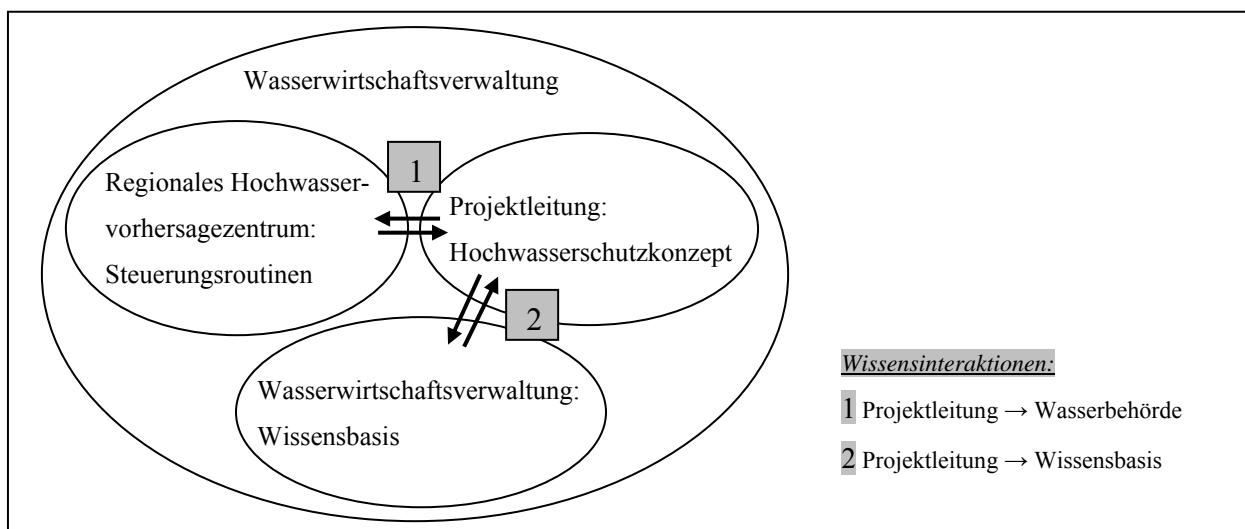 Wasserwirtschaftsverwaltung
1
Regionales Hochwasser-
vorhersagezentrum:
Steuerungsroutinen
Projektleitung:
Hochwasserschutzkonzept
2
Wasserwirtschaftsverwaltung:
Wissensbasis
Wissensinteraktionen:
1 Projektleitung → Wasserbehörde
2 Projektleitung → Wissensbasis